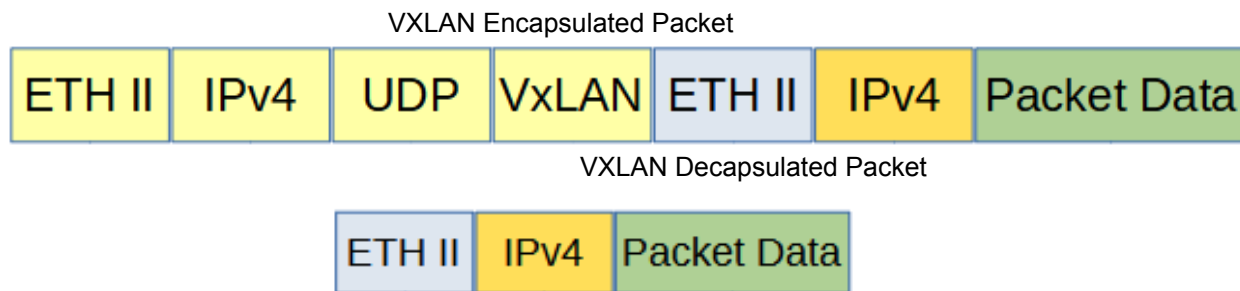 VXLAN Encapsulated Packet
ETH II IPv4 UDP VxLAN ETH II IPv4 Packet Data
VXLAN Decapsulated Packet
ETH II IPv4 Packet Data